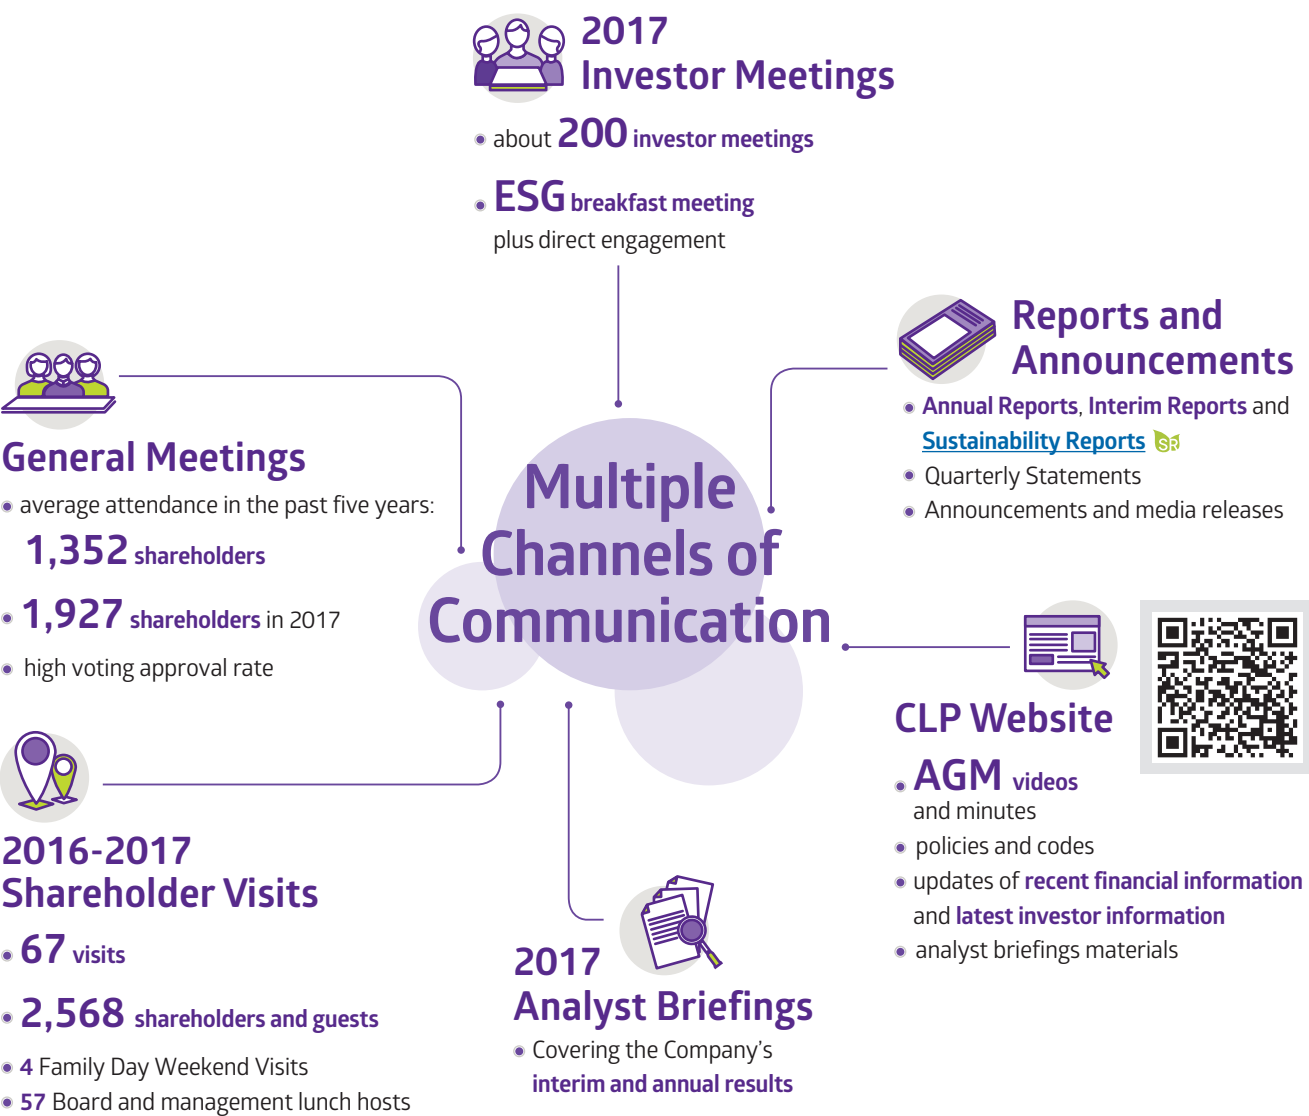 2017
Investor Meetings
• about 200 investor meetings
• ESG breakfast meeting
plus direct engagement
Reports and
Announcements
• Annual Reports, Interim Reports and
Sustainability Reports SR
• Quarterly Statements
• Announcements and media releases
General Meetings
• average attendance in the past five years:
1,352 shareholders
• 1,927 shareholders in 2017
• high voting approval rate
Multiple
Channels of
Communication
CLP Website
• AGM videos
and minutes
• policies and codes
• updates of recent financial information
and latest investor information
• analyst briefings materials
2016-2017
Shareholder Visits
• 67 visits
• 2,568 shareholders and guests
• 4 Family Day Weekend Visits
• 57 Board and management lunch hosts
2017
Analyst Briefings
• Covering the Company's
interim and annual results